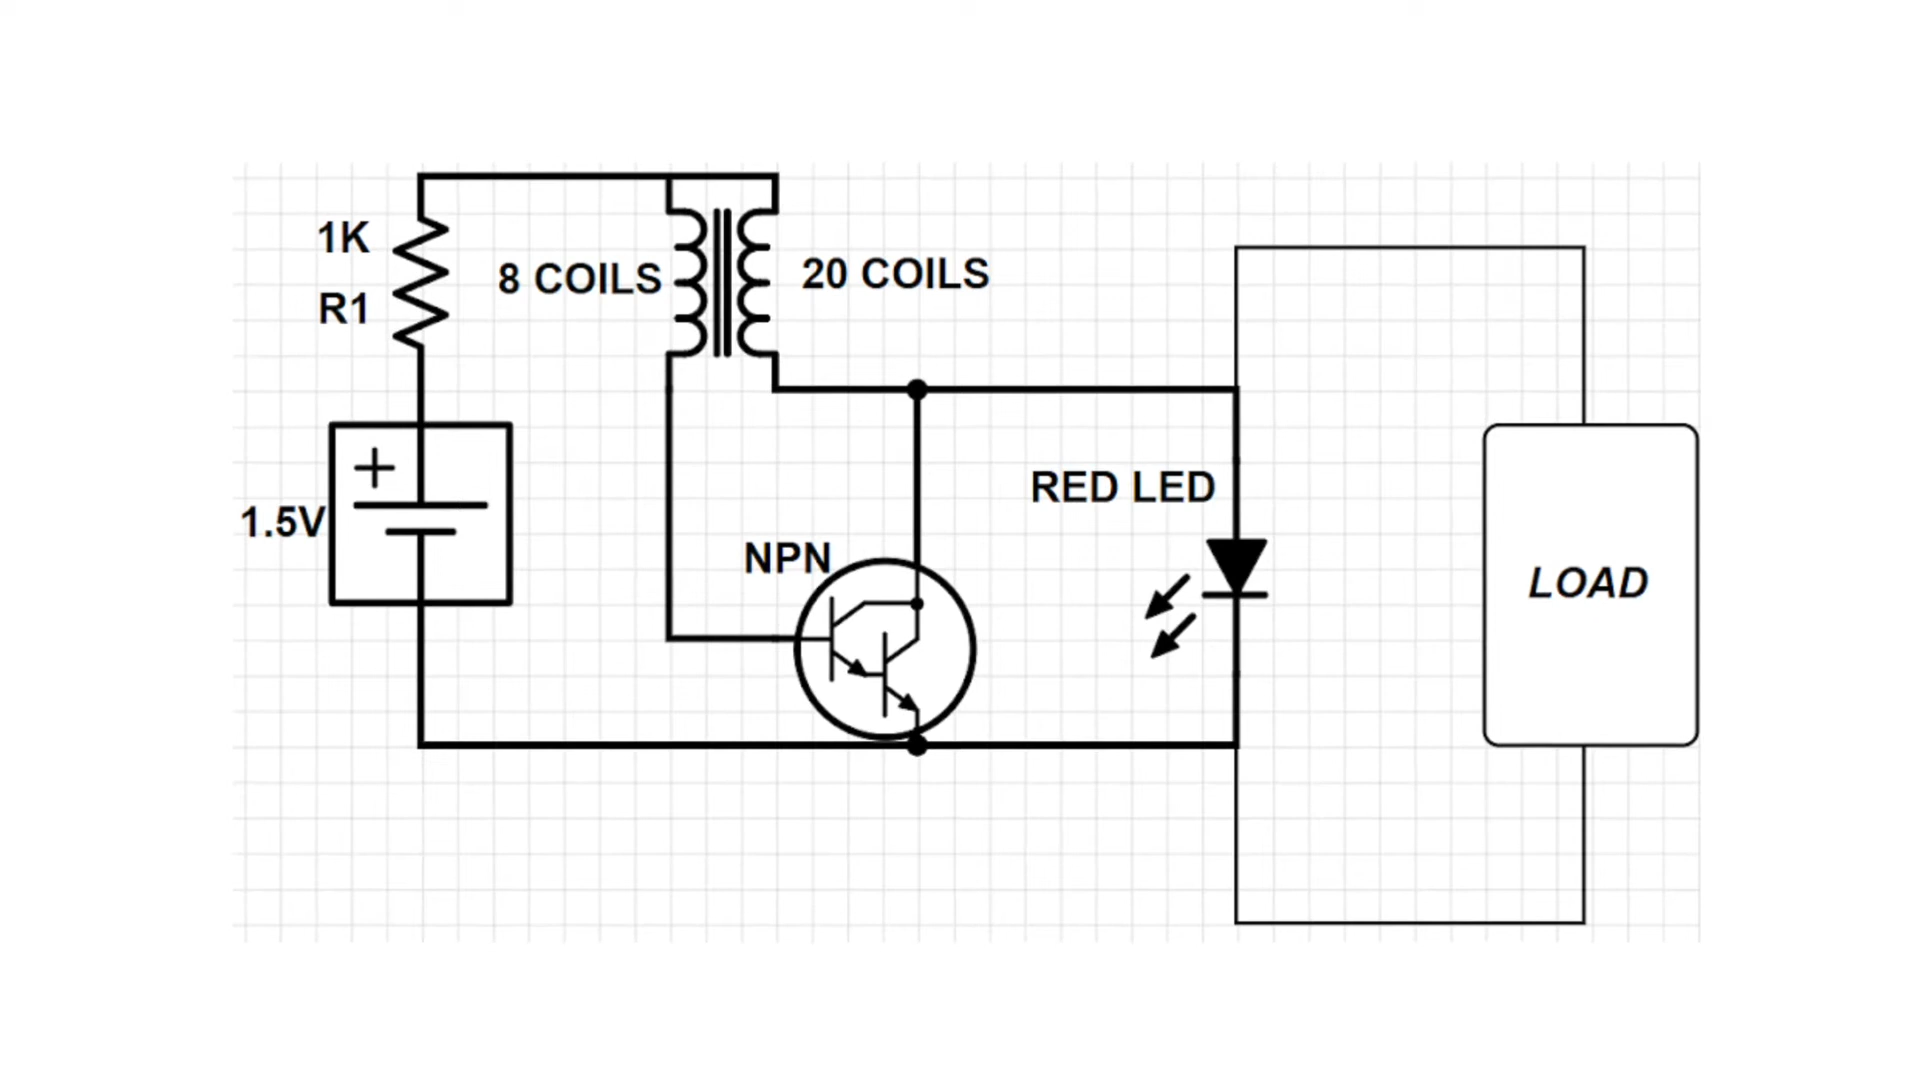 1K
R1
8 COILS
20 COILS
1.5V
+
NPN
RED LED
LOAD